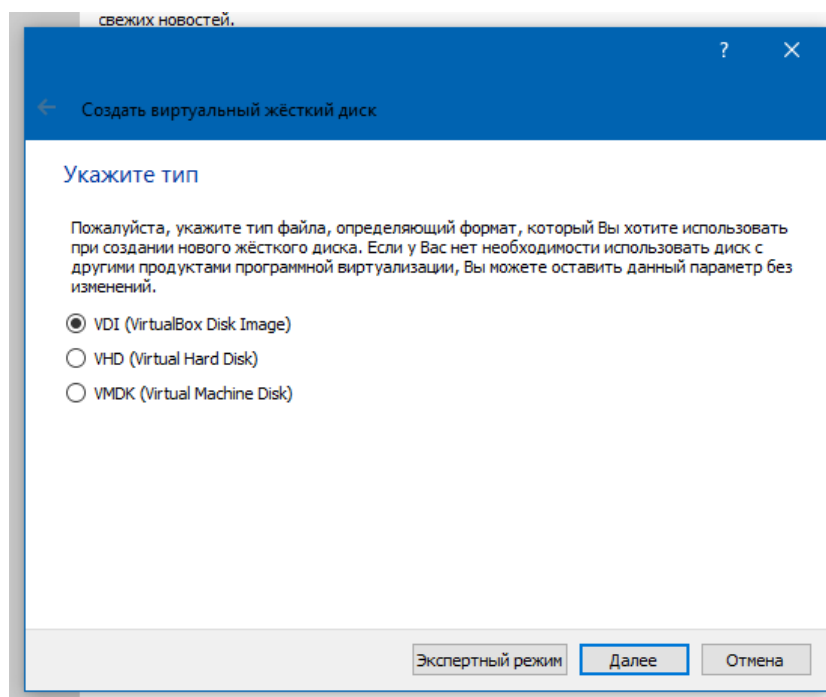 свежих новостей.
?
Создать виртуальный жёсткий диск
Укажите тип
Пожалуйста, укажите тип файла, определяющий формат, который Вы хотите использовать
при создании нового жёсткого диска. Если у Вас нет необходимости использовать диск с
другими продуктами программной виртуализации, Вы можете оставить данный параметр без
изменений.
VDI (VirtualBox Disk Image)
VHD (Virtual Hard Disk)
VMDK (Virtual Machine Disk)
Экспертный режим Далее Отмена